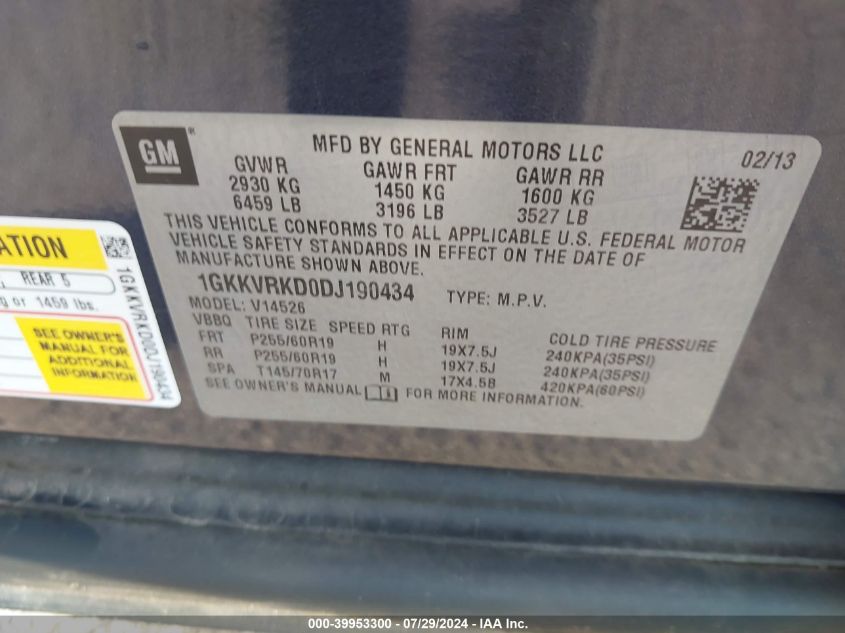 GM
MFD BY GENERAL MOTORS LLC
02/13
GVWR GAWR FRT GAWR RR
2930 KG 1450 KG 1600 KG
6459 LB 3196 LB 3527 LB
THIS VEHICLE CONFORMS TO ALL APPLICABLE U.S. FEDERAL MOTOR
VEHICLE SAFETY STANDARDS IN EFFECT ON THE DATE OF
MANUFACTURE SHOWN ABOVE.
1GKKVRKD0DJ190434 TYPE: M.P.V.
MODEL: V14526
VBBQ TIRE SIZE SPEED RTG RIM COLD TIRE PRESSURE
FRT P255/60R19 H 19X7.5J 240KPA(35PSI)
RR P255/60R19 H 19X7.5J 240KPA(35PSI)
SPA T145/70R17 M 17X4.5B 420KPA(60PSI)
SEE OWNER'S MANUAL FOR MORE INFORMATION.
REAR 5
or 1459 lbs.
SEE OWNER'S
MANUAL FOR
ADDITIONAL
INFORMATION
1GKKVRKD0DJ190434
000-39953300 - 07/29/2024 - IAA Inc.